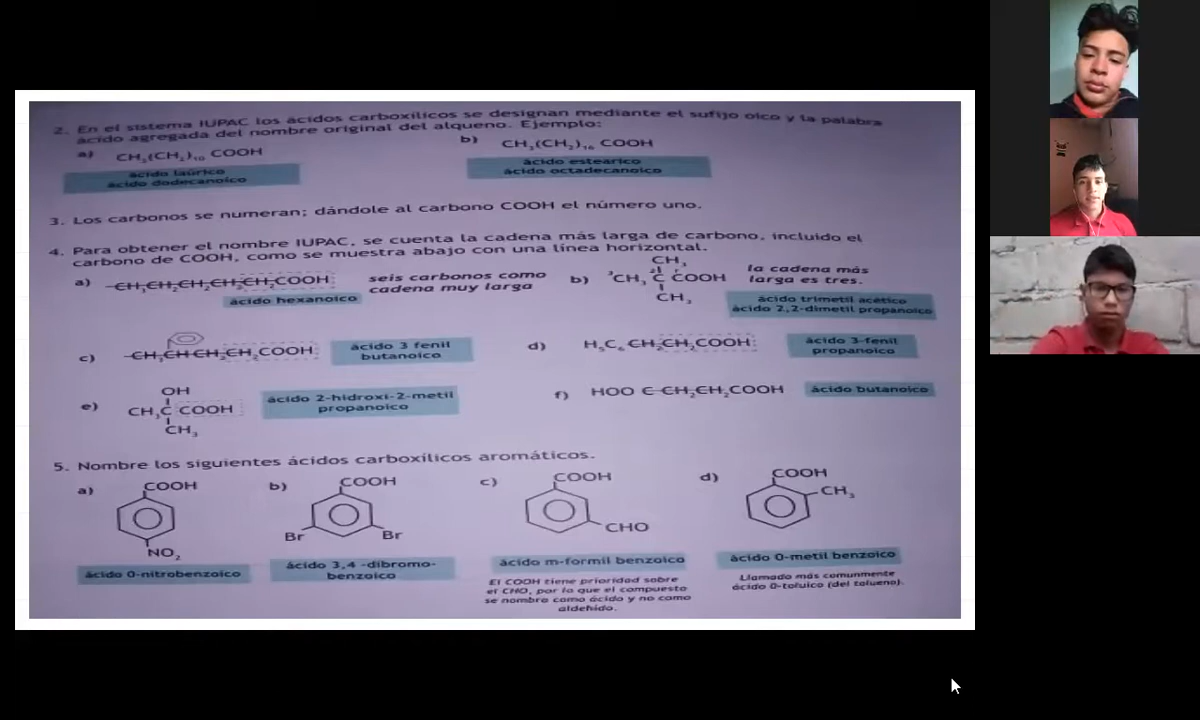 2. En el sistema IUPAC los ácidos carboxílicos se designan mediante el sufijo oico y la palabra
ácido agregada del nombre original del alqueno. Ejemplo:
a) CH₃(CH₂)₁₀ COOH
ácido laúrico
ácido dodecanoico
b) CH₃(CH₂)₁₆ COOH
ácido esteárico
ácido octadecanoico
3. Los carbonos se numeran; dándole al carbono COOH el número uno.
4. Para obtener el nombre IUPAC, se cuenta la cadena más larga de carbono, incluido el
carbono de COOH, como se muestra abajo con una línea horizontal.
a) CH₃CH₂CH₂CH₂CH₂COOH
seis carbonos como
cadena muy larga
ácido hexanoico
b)
CH₃
³CH₃ C COOH
CH₃
la cadena más
larga es tres.
ácido trimetil acético
ácido 2,2-dimetil propanoico
c) CH₃CH CH₂CH₂COOH
ácido 3 fenil
butanoico
d) H₅C₆ CH₂CH₂COOH
ácido 3-fenil
propanoico
e)
OH
CH₃C COOH
CH₃
ácido 2-hidroxi-2-metil
propanoico
f) HOO C CH₂CH₂COOH
ácido butanoico
5. Nombre los siguientes ácidos carboxílicos aromáticos.
a) COOH
NO₂
ácido 0-nitrobenzoico
b) COOH
Br Br
ácido 3,4 -dibromo-
benzoico
c) COOH
CHO
ácido m-formil benzoico
El COOH tiene prioridad sobre
el CHO, por lo que el compuesto
se nombra como ácido y no como
aldehído.
d) COOH
CH₃
ácido 0-metil benzoico
Llamado más comunmente
ácido 0-toluico (del tolueno).